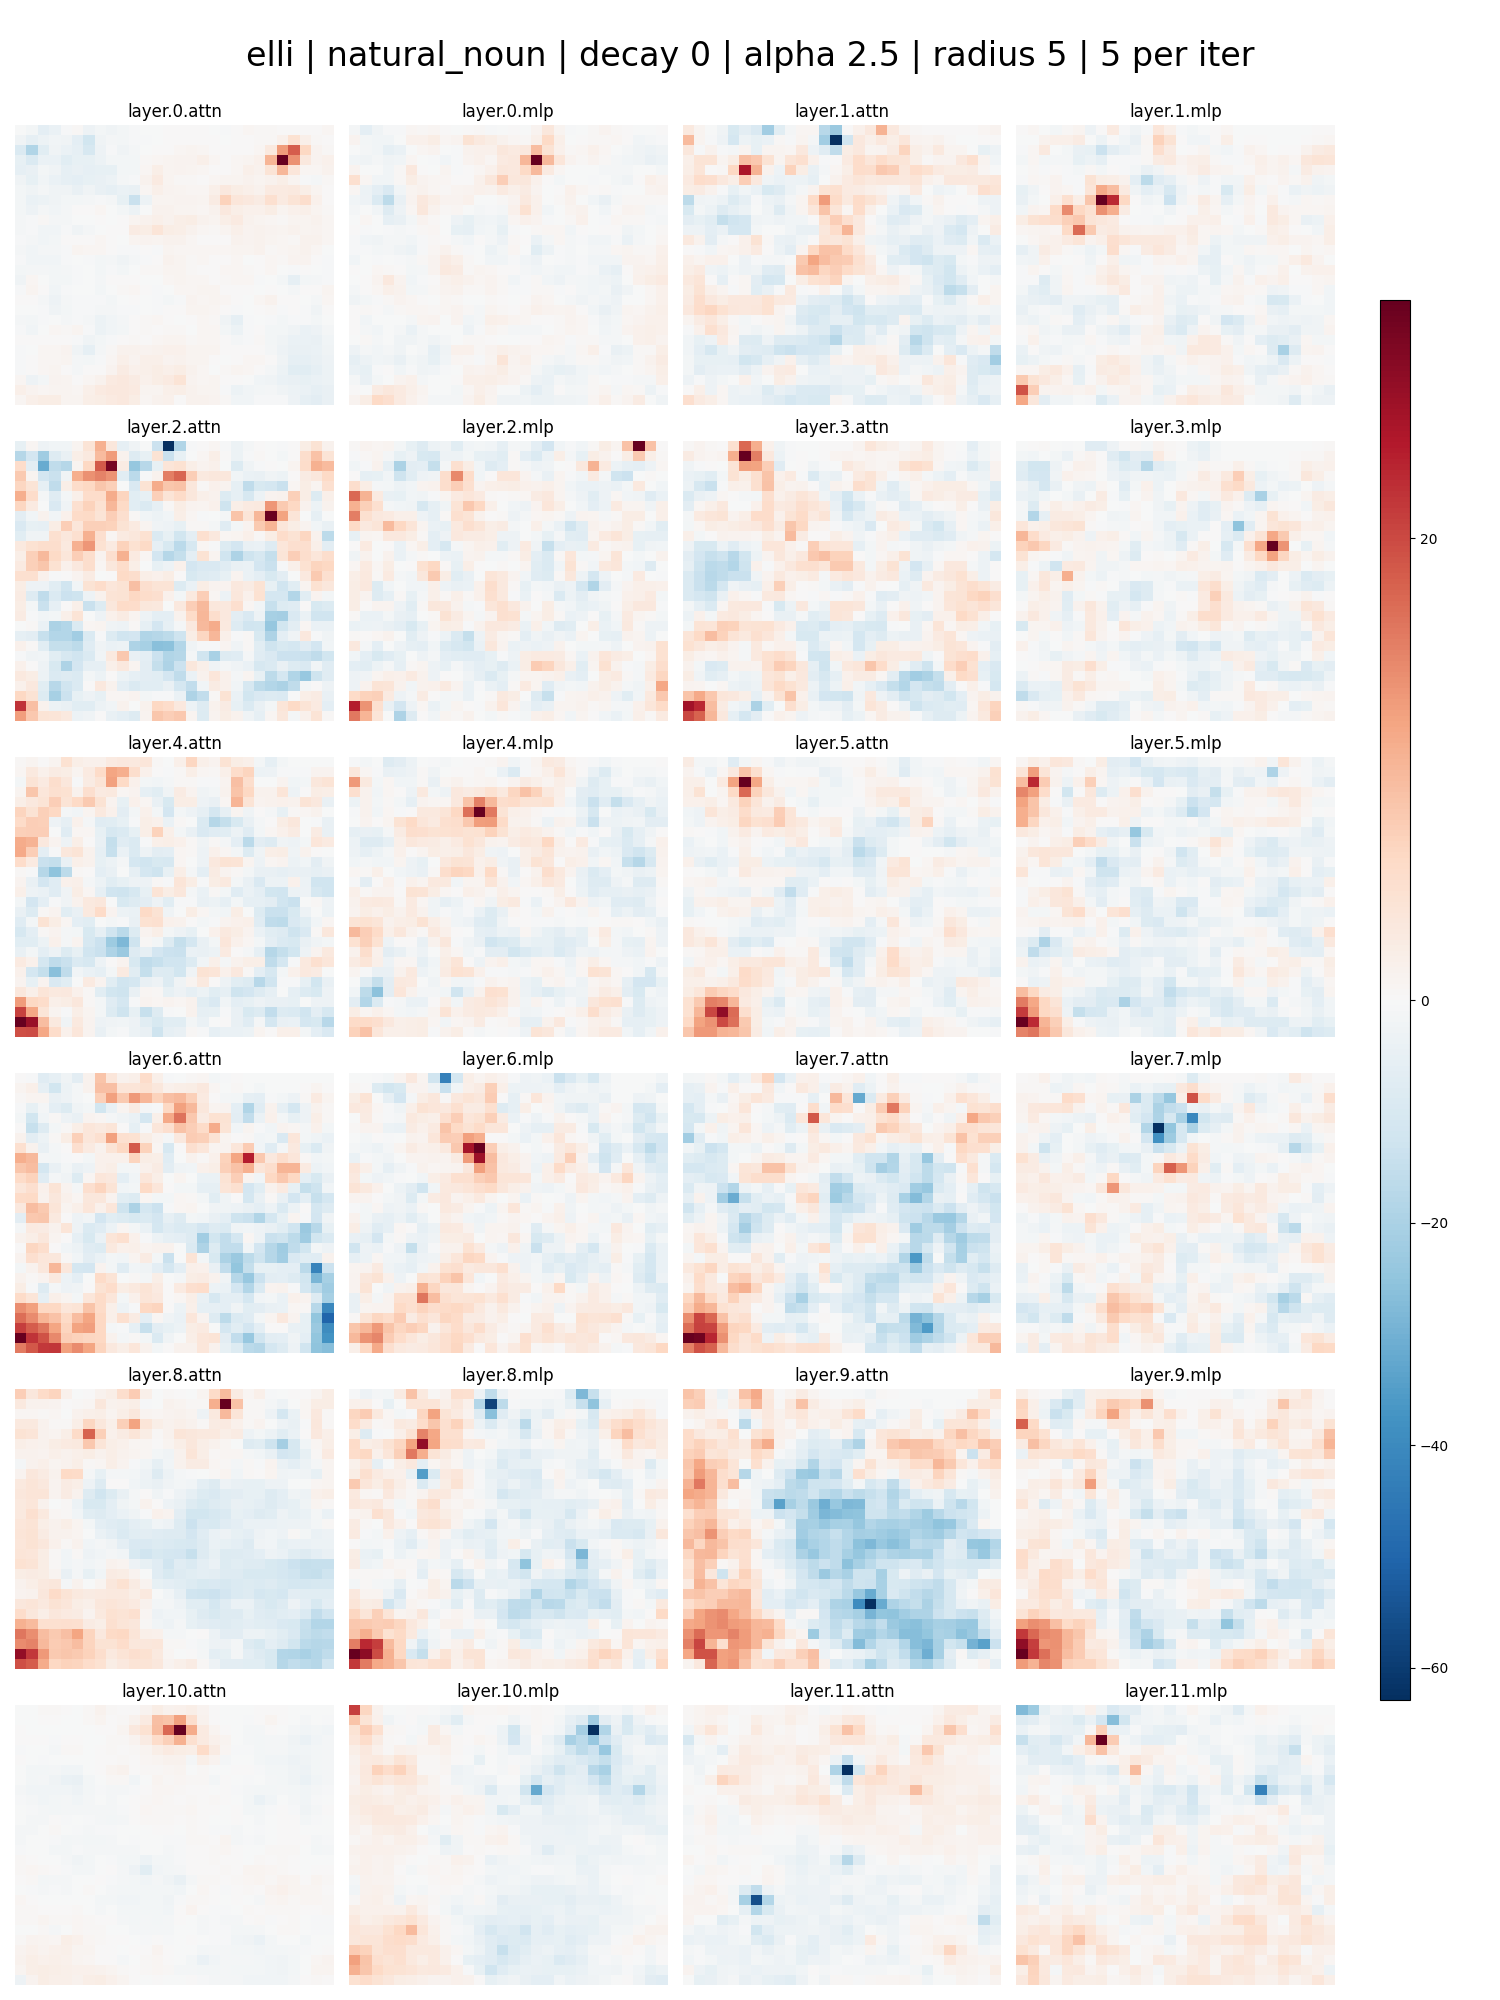 elli | natural_noun | decay 0 | alpha 2.5 | radius 5 | 5 per iter
layer.0.attn
layer.0.mlp
layer.1.attn
layer.1.mlp
layer.2.attn
layer.2.mlp
layer.3.attn
layer.3.mlp
layer.4.attn
layer.4.mlp
layer.5.attn
layer.5.mlp
layer.6.attn
layer.6.mlp
layer.7.attn
layer.7.mlp
layer.8.attn
layer.8.mlp
layer.9.attn
layer.9.mlp
layer.10.attn
layer.10.mlp
layer.11.attn
layer.11.mlp
20
0
−20
−40
−60